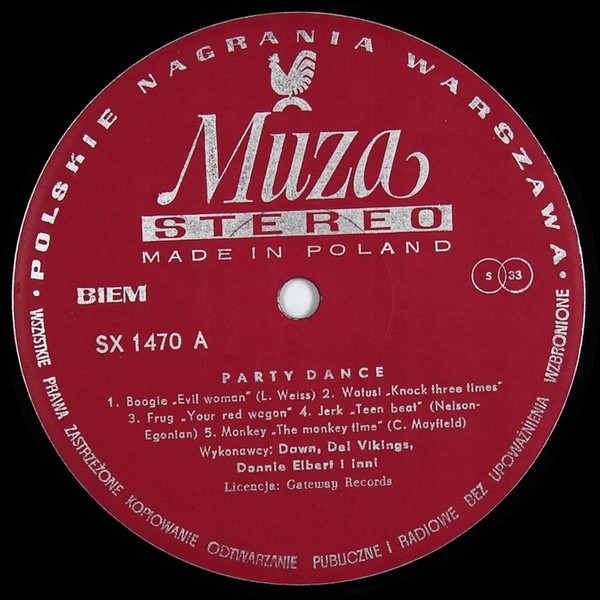 • POLSKIE NAGRANIA WARSZAWA •
Muza
STEREO
MADE IN POLAND
BIEM
S 33
SX 1470 A
PARTY DANCE
1. Boogie „Evil woman" (L. Weiss) 2. Watusi „Knock three times"
3. Frug „Your red wagon" 4. Jerk „Teen beat" (Nelson-
Egonian) 5. Monkey „The monkey time" (C. Mayfield)
Wykonawcy: Dawn, Del Vikings,
Donnie Elbert i inni
Licencja: Gateway Records
WSZYSTKIE PRAWA ZASTRZEŻONE KOPIOWANIE ODTWARZANIE PUBLICZNE I RADIOWE BEZ UPOWAŻNIENIA WZBRONIONE